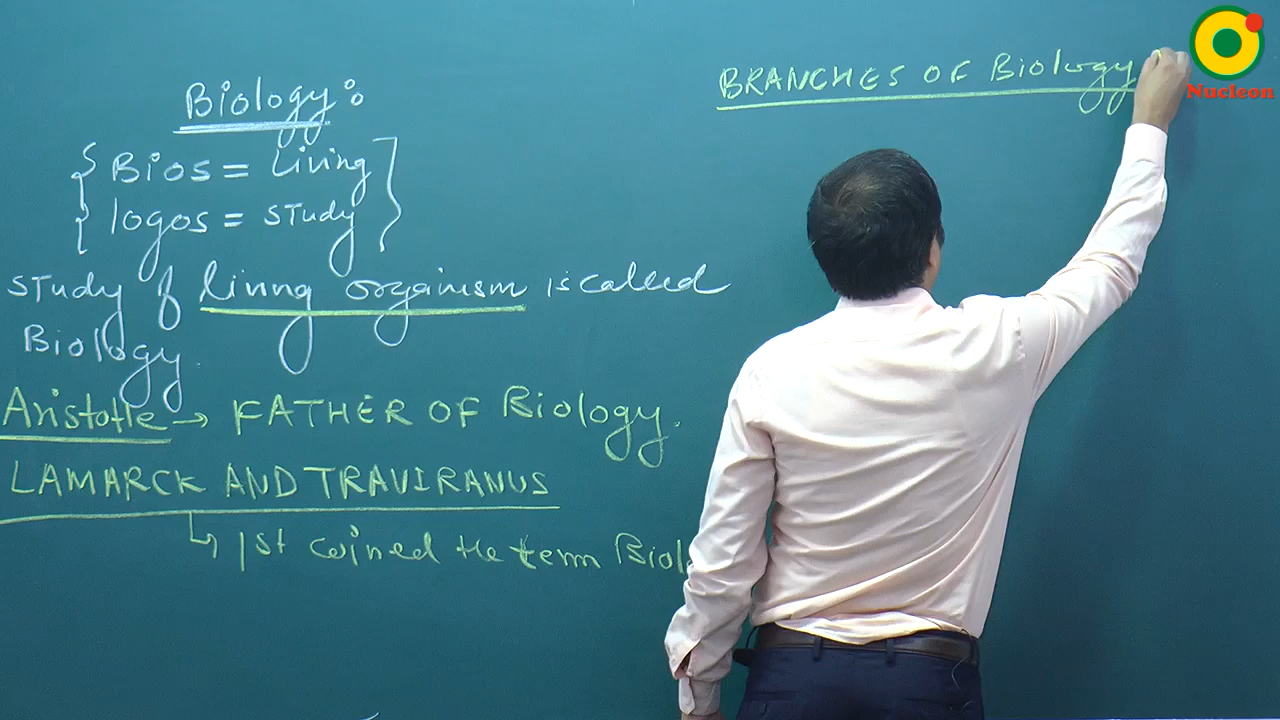 Biology:
Bios = Living
logos = study
study of living organism is called
Biology.
Aristotle → FATHER OF Biology.
LAMARCK AND TRAVIRANUS
↳ 1st coined the term Biol
BRANCHES OF Biology
Nucleon